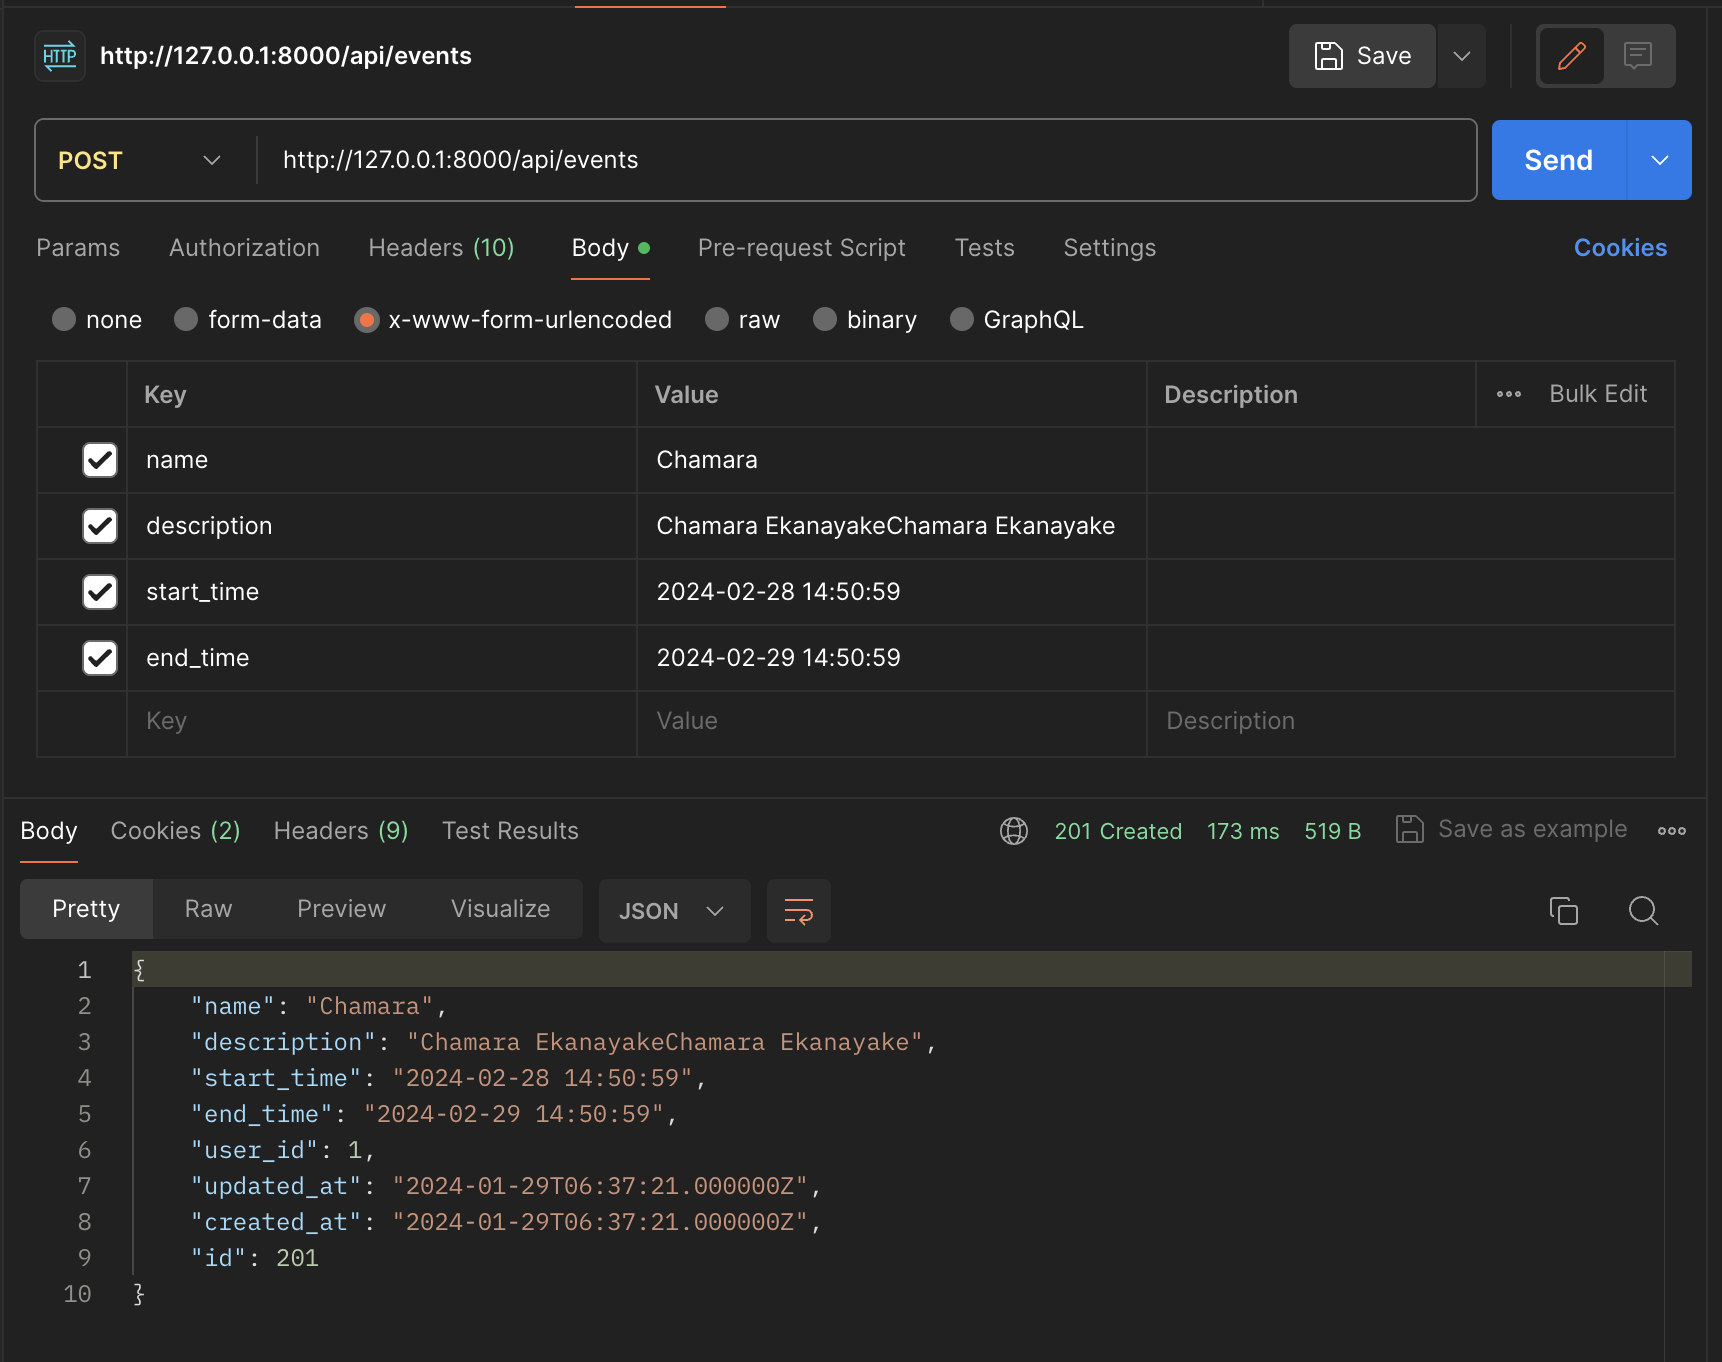 HTTP http://127.0.0.1:8000/api/events Save
POST http://127.0.0.1:8000/api/events Send
Params Authorization Headers (10) Body Pre-request Script Tests Settings Cookies
none form-data x-www-form-urlencoded raw binary GraphQL
Key Value Description Bulk Edit
name Chamara
description Chamara EkanayakeChamara Ekanayake
start_time 2024-02-28 14:50:59
end_time 2024-02-29 14:50:59
Key Value Description
Body Cookies (2) Headers (9) Test Results 201 Created 173 ms 519 B Save as example
Pretty Raw Preview Visualize JSON
1 {
2 "name": "Chamara",
3 "description": "Chamara EkanayakeChamara Ekanayake",
4 "start_time": "2024-02-28 14:50:59",
5 "end_time": "2024-02-29 14:50:59",
6 "user_id": 1,
7 "updated_at": "2024-01-29T06:37:21.000000Z",
8 "created_at": "2024-01-29T06:37:21.000000Z",
9 "id": 201
10 }